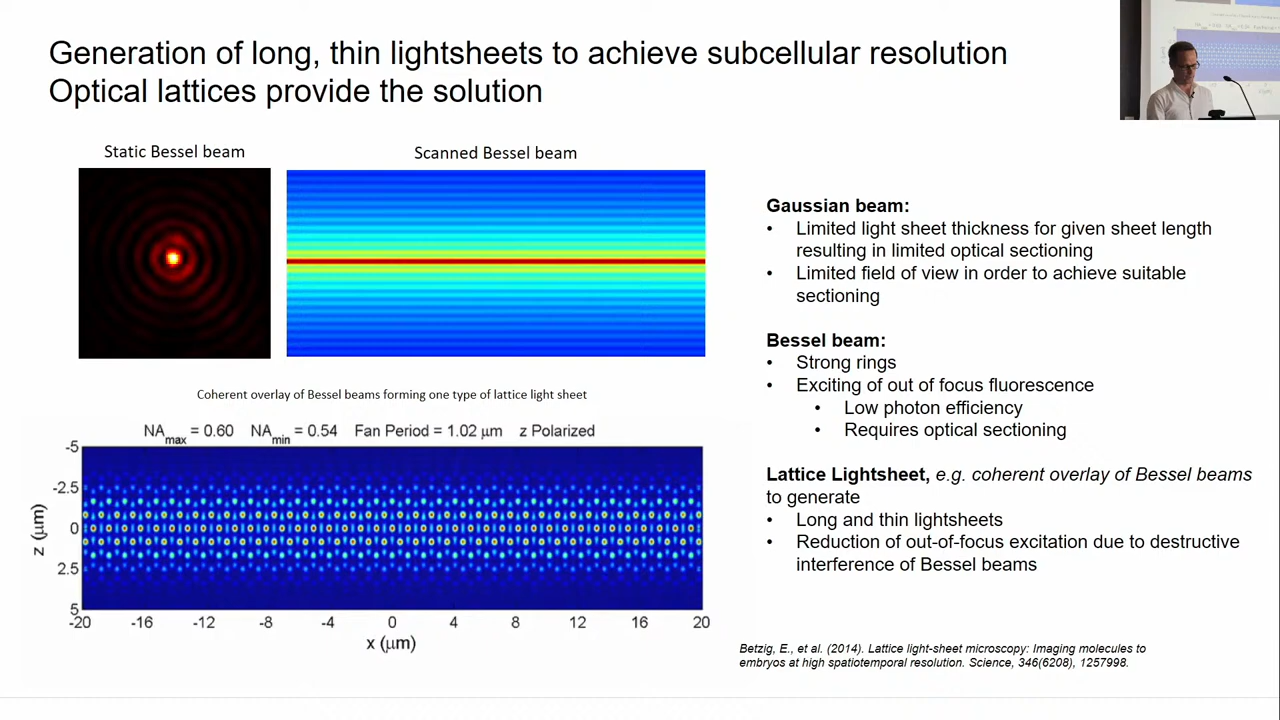 Generation of long, thin lightsheets to achieve subcellular resolution
Optical lattices provide the solution
Static Bessel beam
Scanned Bessel beam
Coherent overlay of Bessel beams forming one type of lattice light sheet
NAmax = 0.60 NAmin = 0.54 Fan Period = 1.02 μm z Polarized
-5
-2.5
0
2.5
5
z (μm)
-20 -16 -12 -8 -4 0 4 8 12 16 20
x (μm)
Gaussian beam:
• Limited light sheet thickness for given sheet length
resulting in limited optical sectioning
• Limited field of view in order to achieve suitable
sectioning
Bessel beam:
• Strong rings
• Exciting of out of focus fluorescence
• Low photon efficiency
• Requires optical sectioning
Lattice Lightsheet, e.g. coherent overlay of Bessel beams
to generate
• Long and thin lightsheets
• Reduction of out-of-focus excitation due to destructive
interference of Bessel beams
Betzig, E., et al. (2014). Lattice light-sheet microscopy: Imaging molecules to
embryos at high spatiotemporal resolution. Science, 346(6208), 1257998.